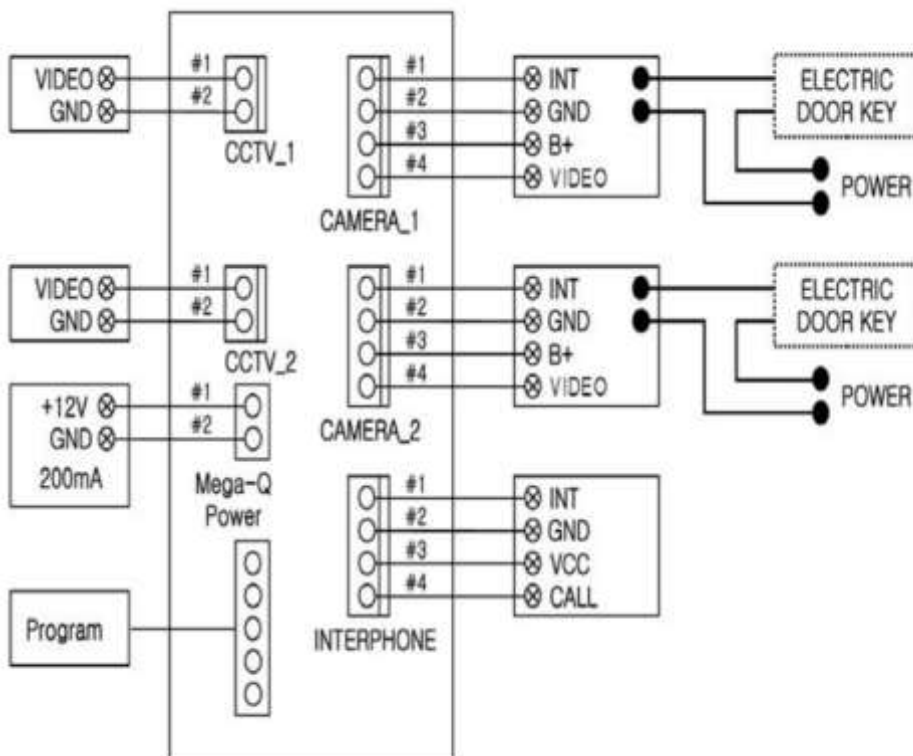 VIDEO
GND
#1
#2
CCTV_1
#1
#2
#3
#4
CAMERA_1
INT
GND
B+
VIDEO
ELECTRIC
DOOR KEY
POWER
VIDEO
GND
#1
#2
CCTV_2
#1
#2
#3
#4
CAMERA_2
INT
GND
B+
VIDEO
ELECTRIC
DOOR KEY
POWER
+12V
GND
200mA
#1
#2
Mega-Q
Power
#1
#2
#3
#4
INTERPHONE
INT
GND
VCC
CALL
Program